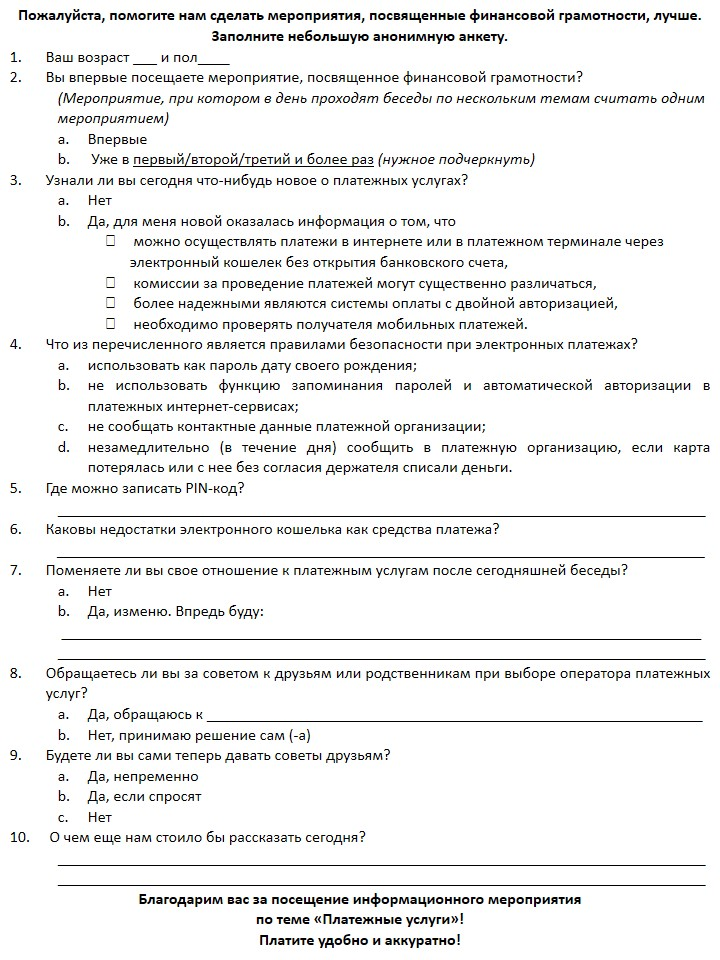 Пожалуйста, помогите нам сделать мероприятия, посвященные финансовой грамотности, лучше.
Заполните небольшую анонимную анкету.
1. Ваш возраст ___ и пол____
2. Вы впервые посещаете мероприятие, посвященное финансовой грамотности?
(Мероприятие, при котором в день проходят беседы по нескольким темам считать одним
мероприятием)
a. Впервые
b. Уже в первый/второй/третий и более раз (нужное подчеркнуть)
3. Узнали ли вы сегодня что-нибудь новое о платежных услугах?
a. Нет
b. Да, для меня новой оказалась информация о том, что
☐ можно осуществлять платежи в интернете или в платежном терминале через
электронный кошелек без открытия банковского счета,
☐ комиссии за проведение платежей могут существенно различаться,
☐ более надежными являются системы оплаты с двойной авторизацией,
☐ необходимо проверять получателя мобильных платежей.
4. Что из перечисленного является правилами безопасности при электронных платежах?
a. использовать как пароль дату своего рождения;
b. не использовать функцию запоминания паролей и автоматической авторизации в
платежных интернет-сервисах;
c. не сообщать контактные данные платежной организации;
d. незамедлительно (в течение дня) сообщить в платежную организацию, если карта
потерялась или с нее без согласия держателя списали деньги.
5. Где можно записать PIN-код?
6. Каковы недостатки электронного кошелька как средства платежа?
7. Поменяете ли вы свое отношение к платежным услугам после сегодняшней беседы?
a. Нет
b. Да, изменю. Впредь буду:
8. Обращаетесь ли вы за советом к друзьям или родственникам при выборе оператора платежных
услуг?
a. Да, обращаюсь к ____
b. Нет, принимаю решение сам (-а)
9. Будете ли вы сами теперь давать советы друзьям?
a. Да, непременно
b. Да, если спросят
c. Нет
10. О чем еще нам стоило бы рассказать сегодня?
Благодарим вас за посещение информационного мероприятия
по теме «Платежные услуги»!
Платите удобно и аккуратно!